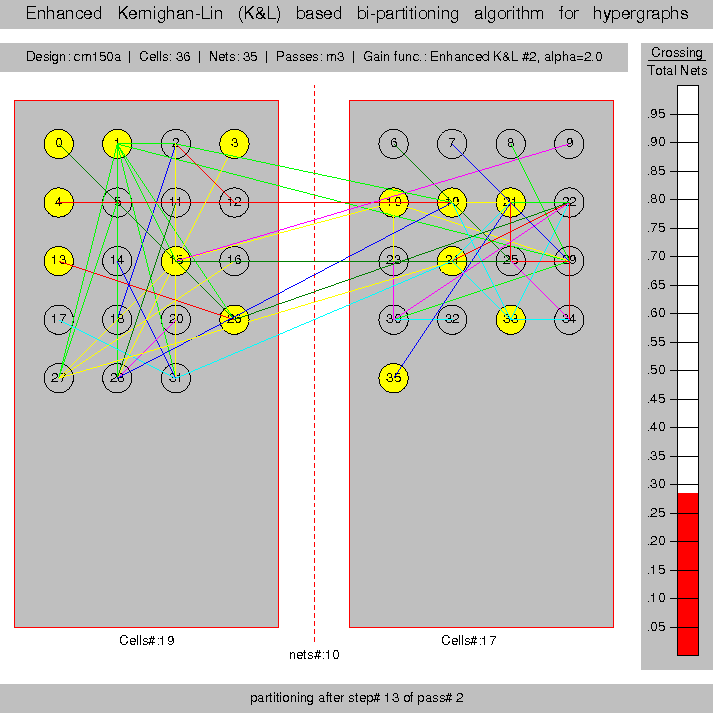 Enhanced Kernighan-Lin (K&L) based bi-partitioning algorithm for hypergraphs
Design: cm150a | Cells: 36 | Nets: 35 | Passes: m3 | Gain func.: Enhanced K&L #2, alpha=2.0
Crossing
Total Nets
0 1 2 3 6 7 8 9
4 5 11 12 10 19 21 22
13 14 15 16 23 24 25 29
17 18 20 26 30 32 33 34
27 28 31 35
.95
.90
.85
.80
.75
.70
.65
.60
.55
.50
.45
.40
.35
.30
.25
.20
.15
.10
.05
Cells#:19 Cells#:17
nets#:10
partitioning after step# 13 of pass# 2